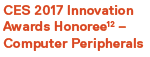 CES 2017 Innovation
Awards Honoree¹² –
Computer Peripherals